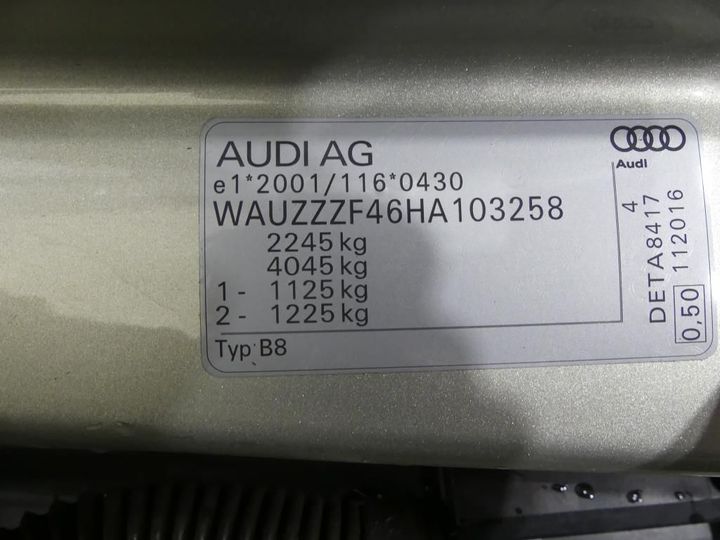 AUDI AG
e1*2001/116*0430
WAUZZZF46HA103258
2245 kg
4045 kg
1 - 1125 kg
2 - 1225 kg
Typ B8
Audi
4
DETA8417
0,50 112016